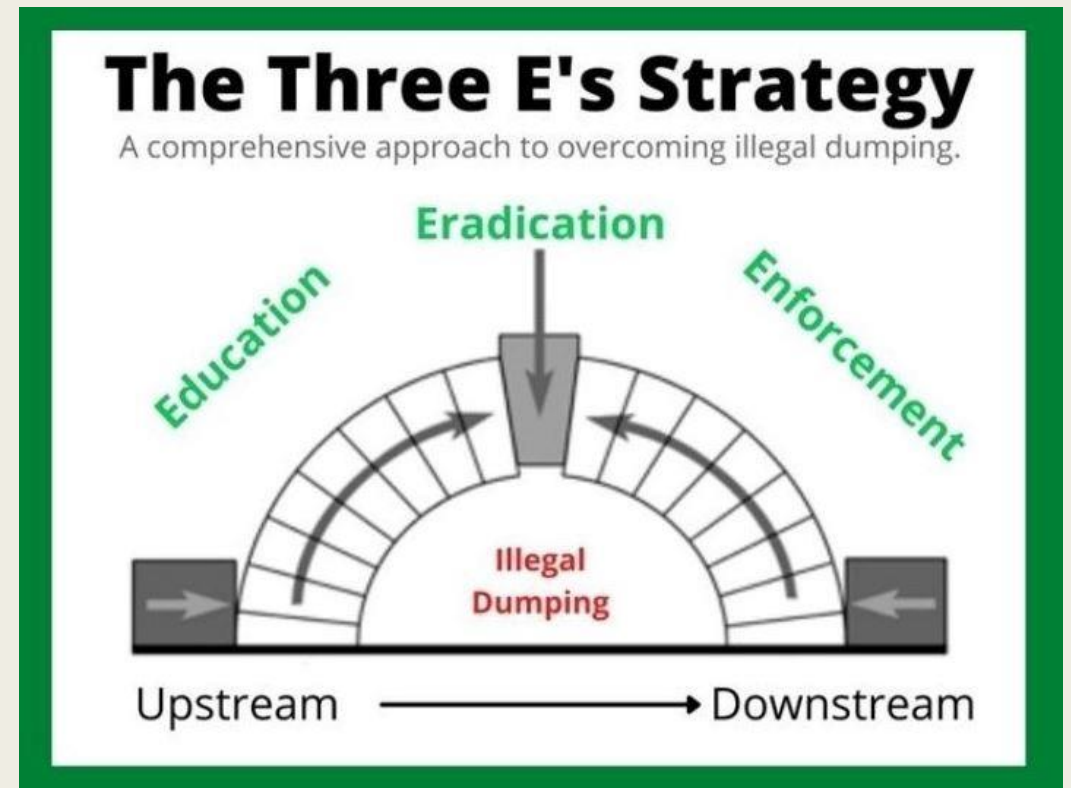 The Three E's Strategy
A comprehensive approach to overcoming illegal dumping.
Eradication
Education
Enforcement
Illegal
Dumping
Upstream
Downstream